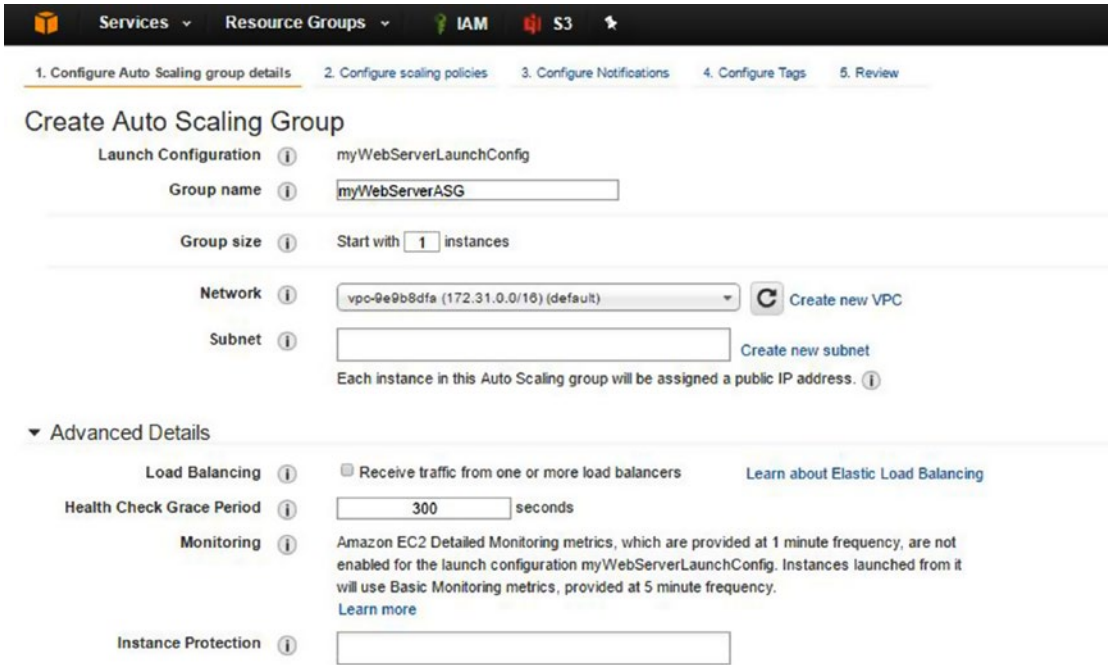 Services Resource Groups IAM S3
1. Configure Auto Scaling group details 2. Configure scaling policies 3. Configure Notifications 4. Configure Tags 5. Review
Create Auto Scaling Group
Launch Configuration i myWebServerLaunchConfig
Group name i myWebServerASG
Group size i Start with 1 instances
Network i vpc-9e9b8dfa (172.31.0.0/16) (default) Create new VPC
Subnet i Create new subnet
Each instance in this Auto Scaling group will be assigned a public IP address. i
Advanced Details
Load Balancing i Receive traffic from one or more load balancers Learn about Elastic Load Balancing
Health Check Grace Period i 300 seconds
Monitoring i Amazon EC2 Detailed Monitoring metrics, which are provided at 1 minute frequency, are not
enabled for the launch configuration myWebServerLaunchConfig. Instances launched from it
will use Basic Monitoring metrics, provided at 5 minute frequency.
Learn more
Instance Protection i